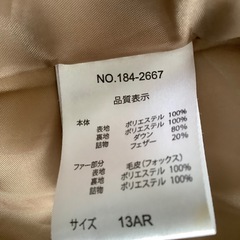 NO.184-2667
品質表示
本体
表地 ポリエステル 100%
裏地 ポリエステル 100%
詰物 ダウン 80%
フェザー 20%
ファー部分
表地 毛皮(フォックス)
裏地 ポリエステル 100%
詰物 ポリエステル 100%
サイズ 13AR